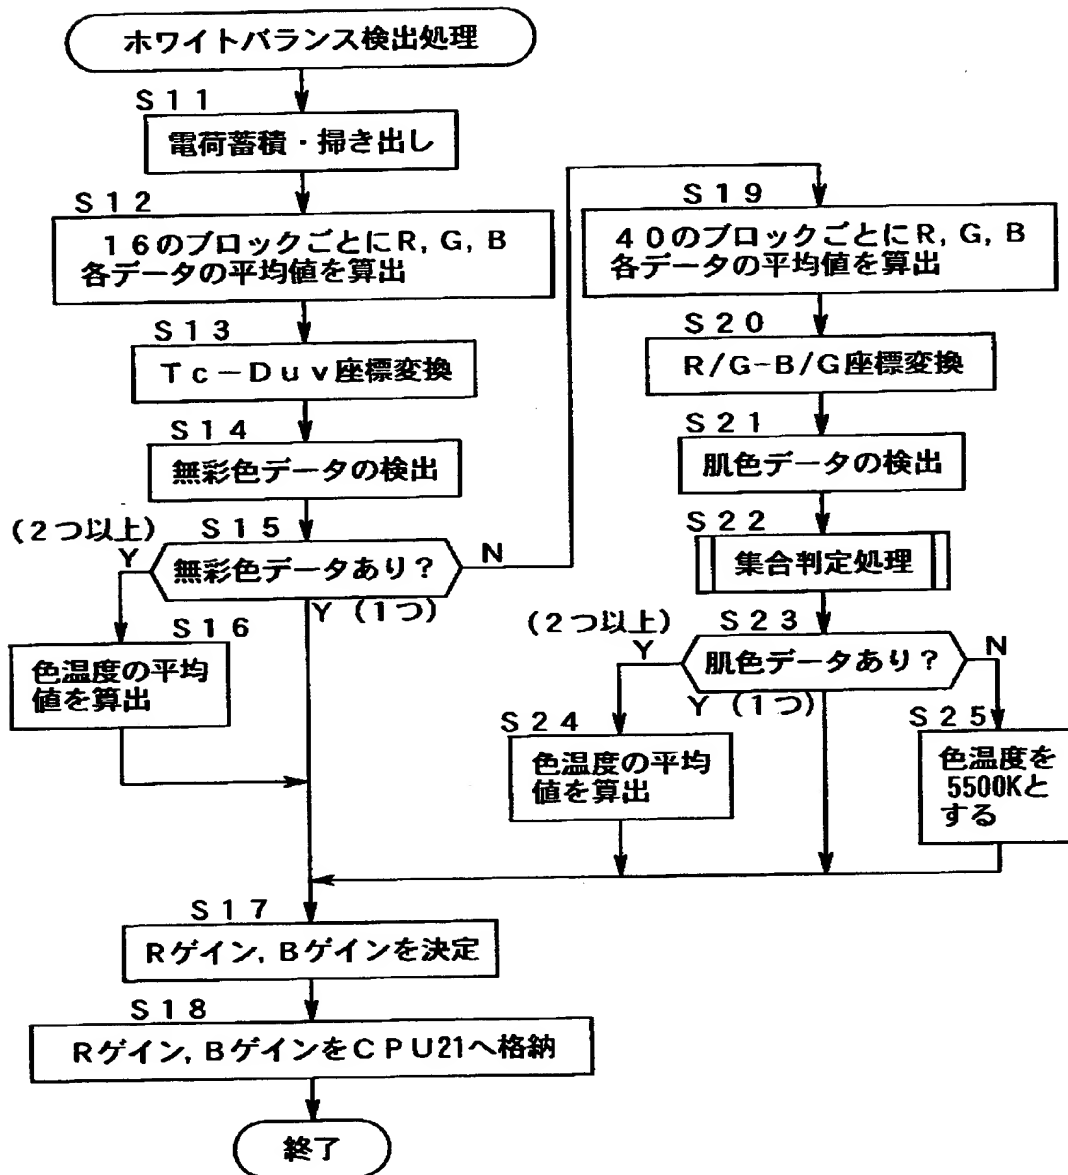 ホワイトバランス検出処理
S11
電荷蓄積・掃き出し
S12
16のブロックごとにR, G, B
各データの平均値を算出
S13
Tc-Duv座標変換
S14
無彩色データの検出
S15
(2つ以上)
Y
無彩色データあり?
N
Y (1つ)
S16
色温度の平均
値を算出
S19
40のブロックごとにR, G, B
各データの平均値を算出
S20
R/G-B/G座標変換
S21
肌色データの検出
S22
集合判定処理
S23
(2つ以上)
Y
肌色データあり?
N
Y (1つ)
S24
色温度の平均
値を算出
S25
色温度を
5500Kと
する
S17
Rゲイン, Bゲインを決定
S18
Rゲイン, BゲインをCPU21へ格納
終了